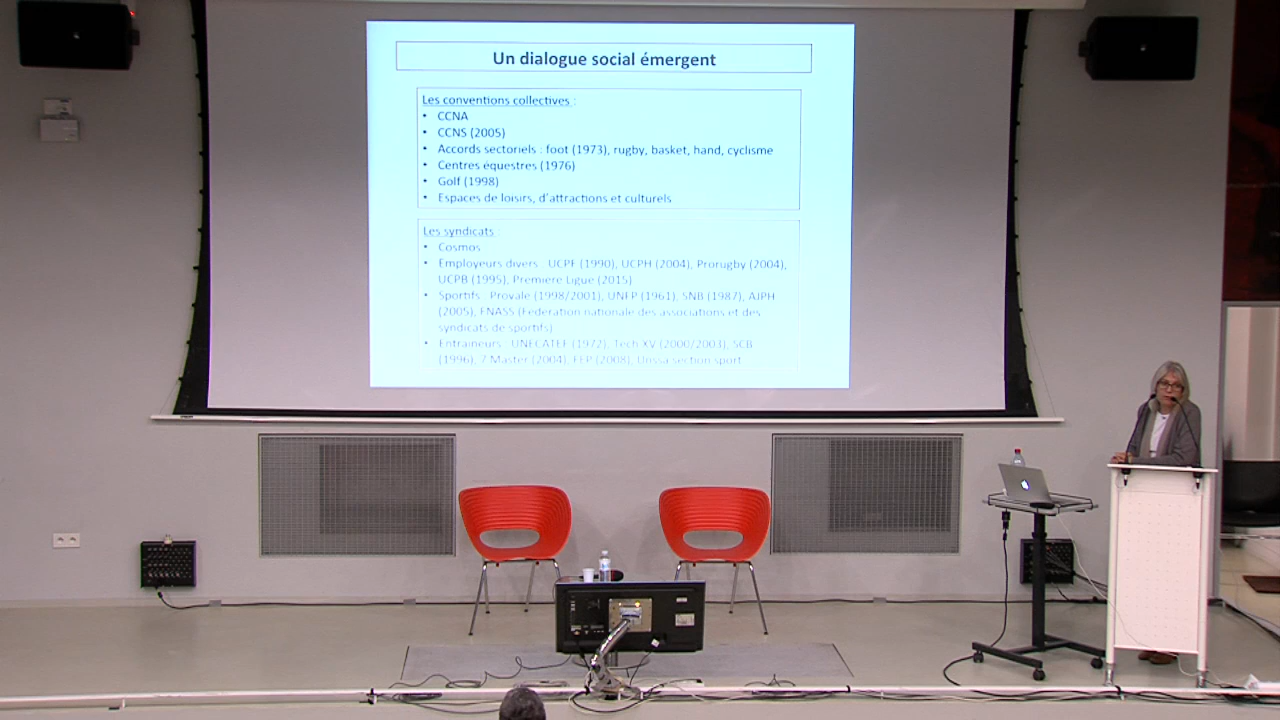 Un dialogue social émergent
Les conventions collectives :
• CCNA
• CCNS (2005)
• Accords sectoriels : foot (1973), rugby, basket, hand, cyclisme
• Centres équestres (1976)
• Golf (1998)
• Espaces de loisirs, d'attractions et culturels
Les syndicats :
• Cosmos
• Employeurs divers : UCPF (1990), UCPH (2004), Prorugby (2004),
UCPB (1995), Première Ligue (2015)
• Sportifs : Provale (1998/2001), UNFP (1961), SNB (1987), AJPH
(2005), FNASS (Fédération nationale des associations et des
syndicats de sportifs)
• Entraineurs : UNECATEF (1972), Tech XV (2000/2003), SCB
(1996), 7 Master (2004), FEP (2008), Unssa section sport